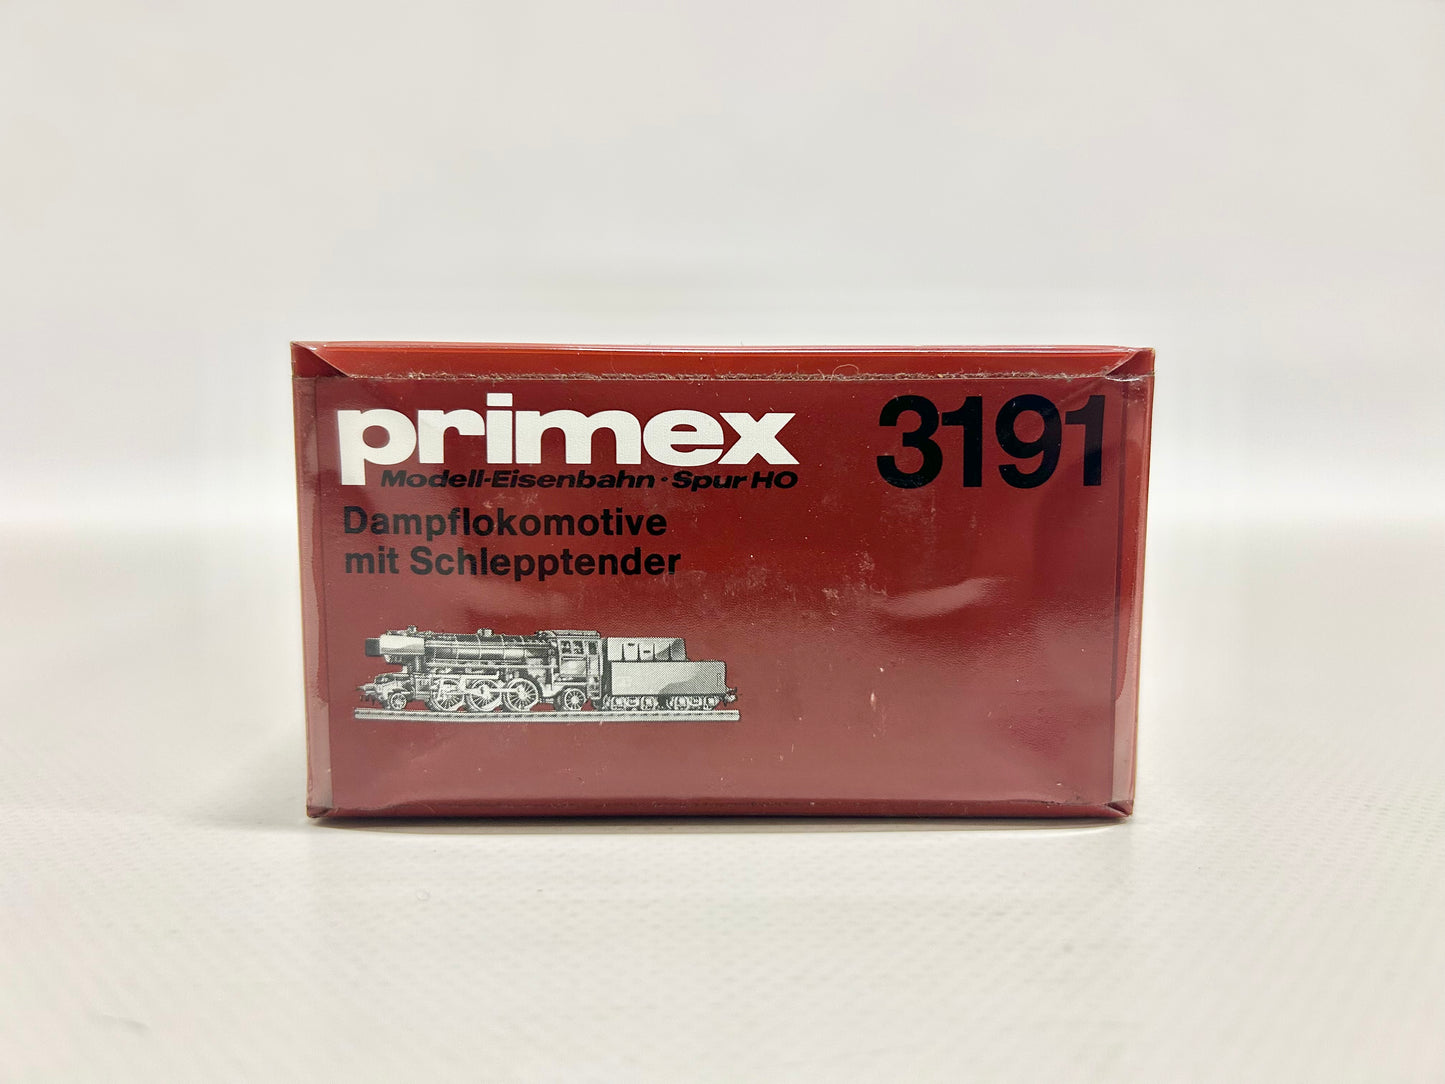 primex
3191
Modell-Eisenbahn · Spur HO
Dampflokomotive
mit Schlepptender